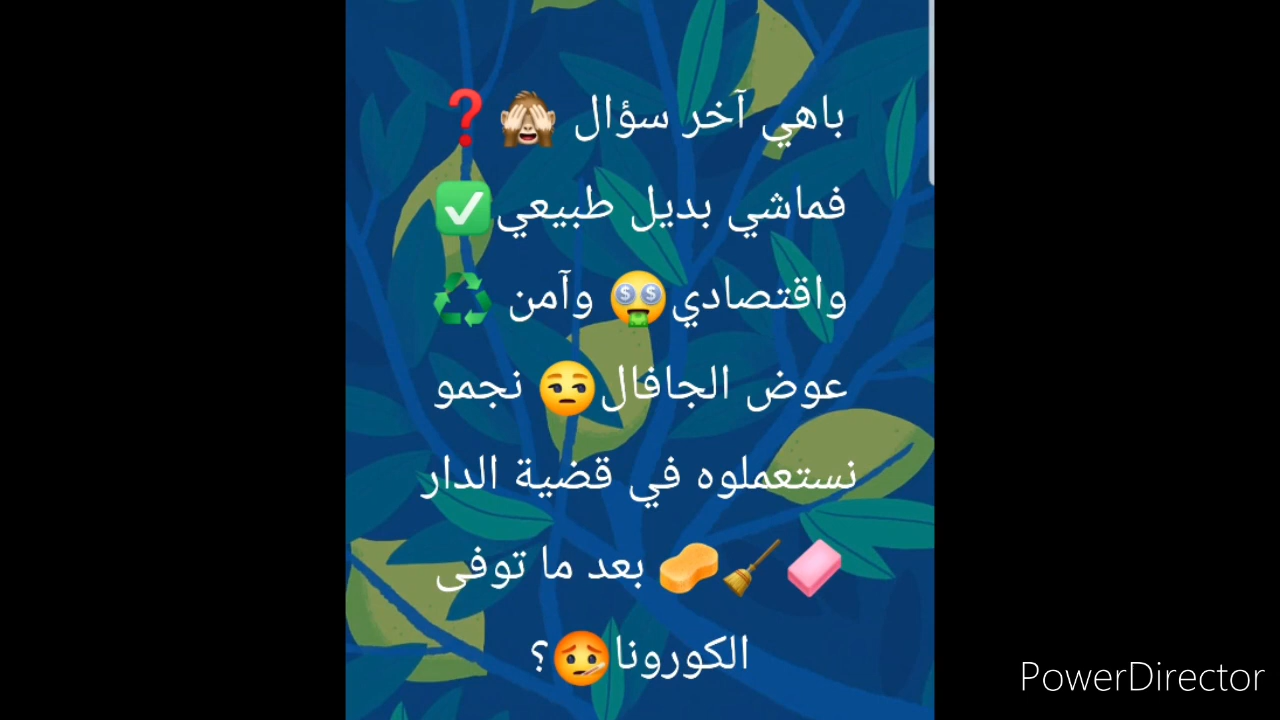 باهي آخر سؤال 🙈❓
فماشي بديل طبيعي✅
واقتصادي🤑 وآمن ♻️
عوض الجافال😒 نجمو
نستعملوه في قضية الدار
🧼🧹🧽 بعد ما توفى
الكورونا🤒؟
PowerDirector